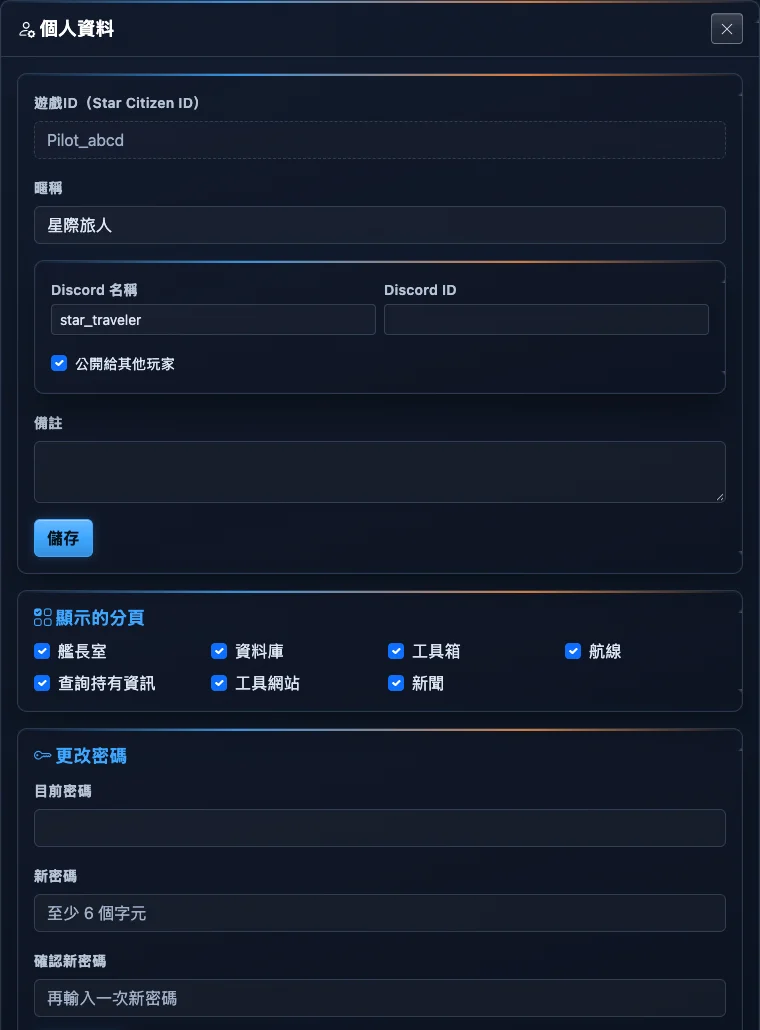 個人資料
遊戲ID（Star Citizen ID）
Pilot_abcd
暱稱
星際旅人
Discord 名稱 Discord ID
star_traveler
公開給其他玩家
備註
儲存
顯示的分頁
艦長室 資料庫 工具箱 航線
查詢持有資訊 工具網站 新聞
更改密碼
目前密碼
新密碼
至少 6 個字元
確認新密碼
再輸入一次新密碼